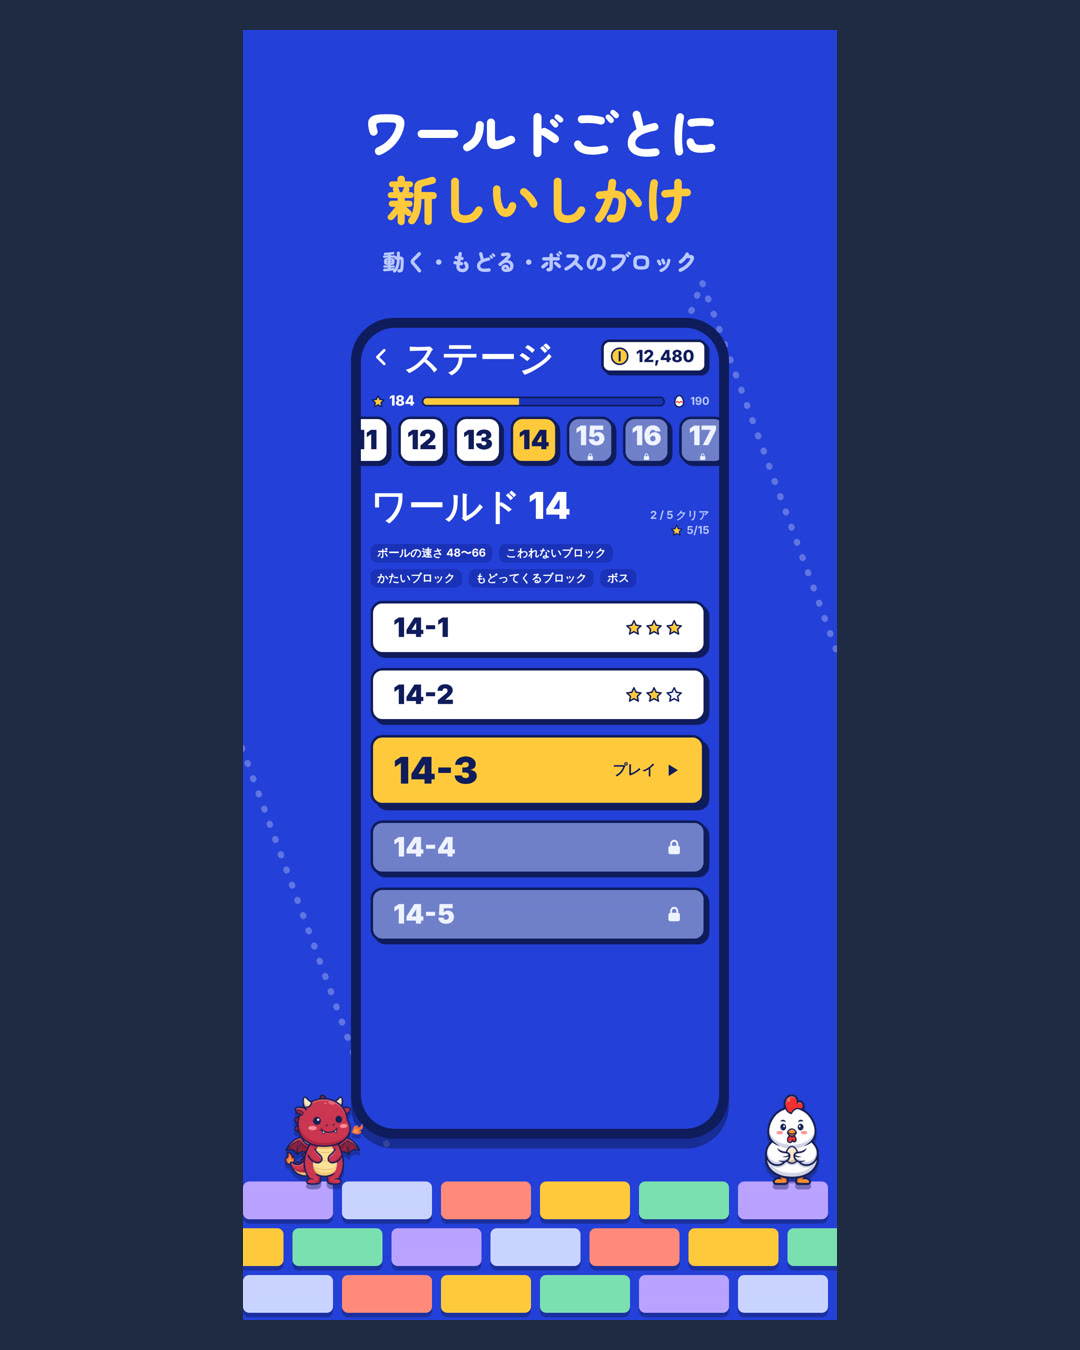 ワールドごとに
新しいしかけ
動く・もどる・ボスのブロック
ステージ 12,480
184 190
11 12 13 14 15 16 17
ワールド 14
2 / 5 クリア
5/15
ボールの速さ 48〜66 こわれないブロック
かたいブロック もどってくるブロック ボス
14-1
14-2
14-3 プレイ
14-4
14-5